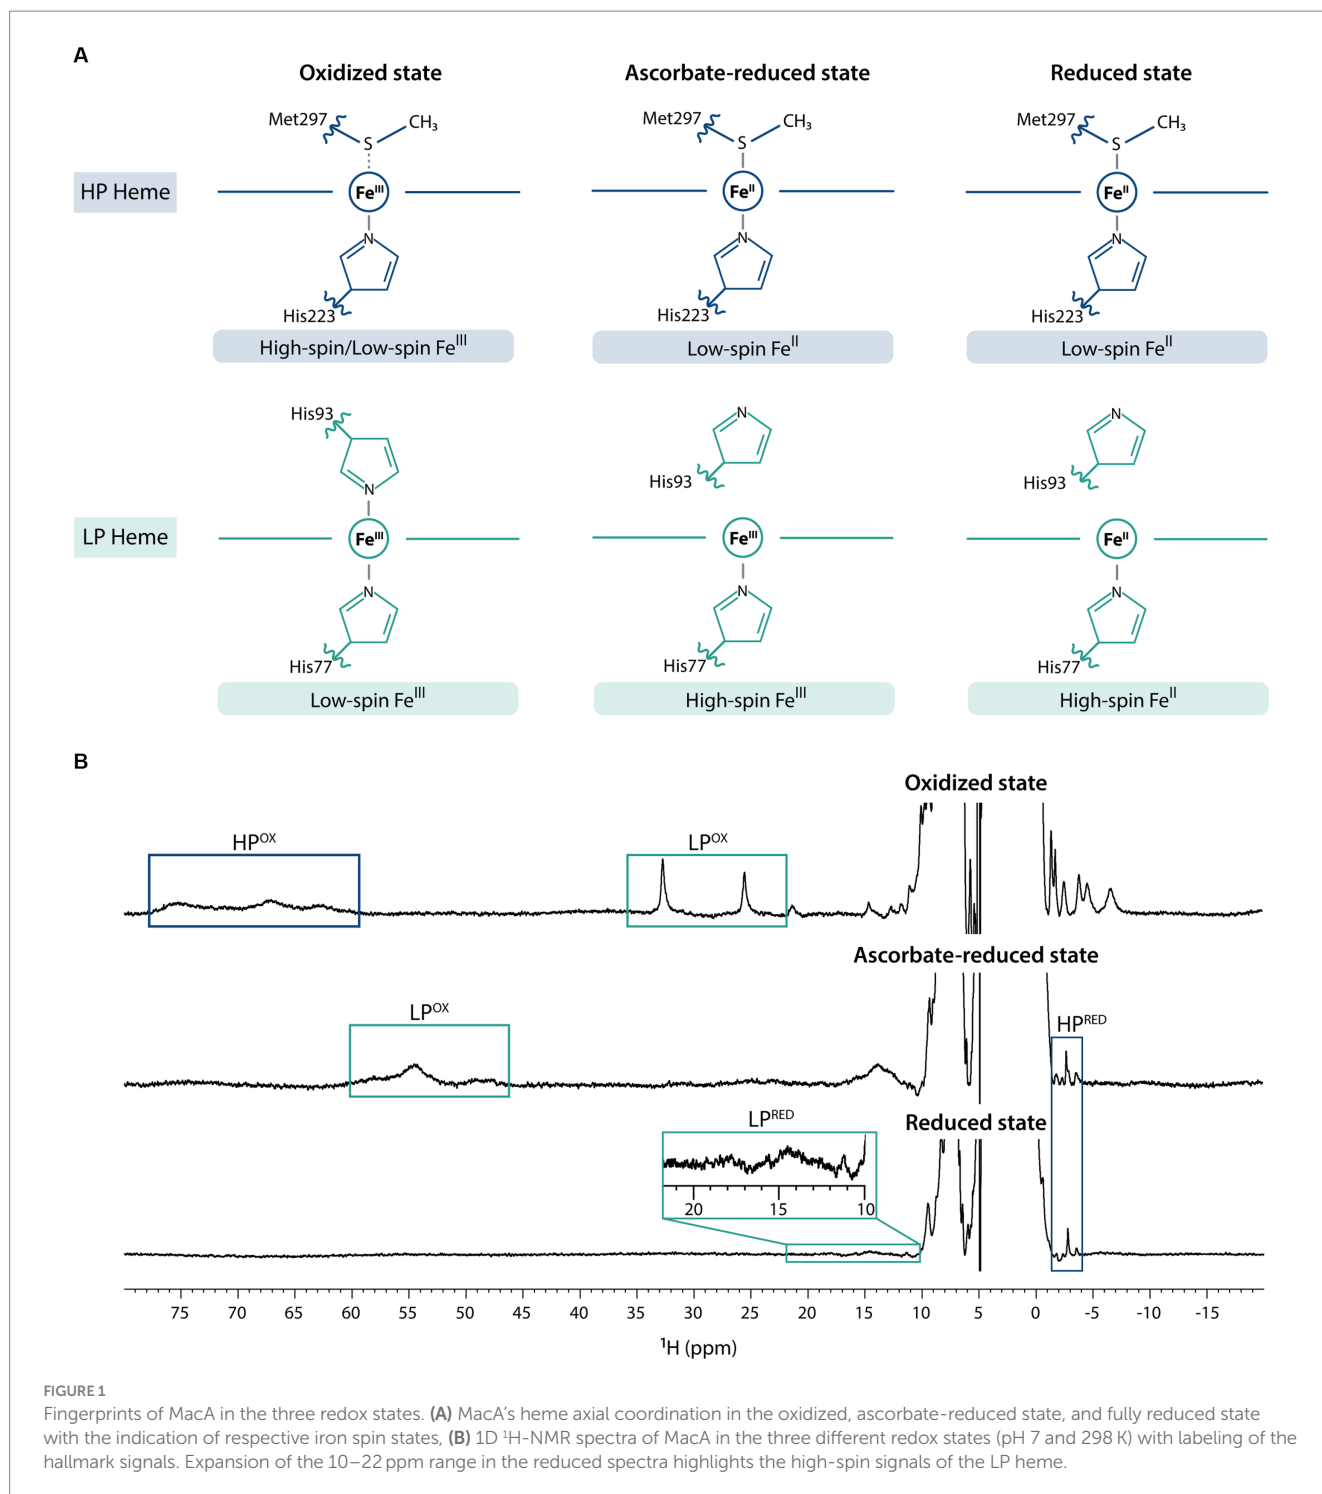 A
Oxidized state
Ascorbate-reduced state
Reduced state
Met297
S
CH₃
Met297
S
CH₃
Met297
S
CH₃
HP Heme
Feᴵᴵᴵ
Feᴵᴵ
Feᴵᴵ
N
N
N
His223
His223
His223
High-spin/Low-spin Feᴵᴵᴵ
Low-spin Feᴵᴵ
Low-spin Feᴵᴵ
His93
N
N
His93
His93
N
LP Heme
Feᴵᴵᴵ
Feᴵᴵᴵ
Feᴵᴵ
N
N
N
His77
His77
His77
Low-spin Feᴵᴵᴵ
High-spin Feᴵᴵᴵ
High-spin Feᴵᴵ
B
Oxidized state
HPᴼˣ
LPᴼˣ
Ascorbate-reduced state
LPᴼˣ
HPᴿᴱᴰ
LPᴿᴱᴰ
Reduced state
20 15 10
75 70 65 60 55 50 45 40 35 30 25 20 15 10 5 0 -5 -10 -15
¹H (ppm)
FIGURE 1
Fingerprints of MacA in the three redox states. (A) MacA's heme axial coordination in the oxidized, ascorbate-reduced state, and fully reduced state
with the indication of respective iron spin states, (B) 1D ¹H-NMR spectra of MacA in the three different redox states (pH 7 and 298 K) with labeling of the
hallmark signals. Expansion of the 10–22 ppm range in the reduced spectra highlights the high-spin signals of the LP heme.